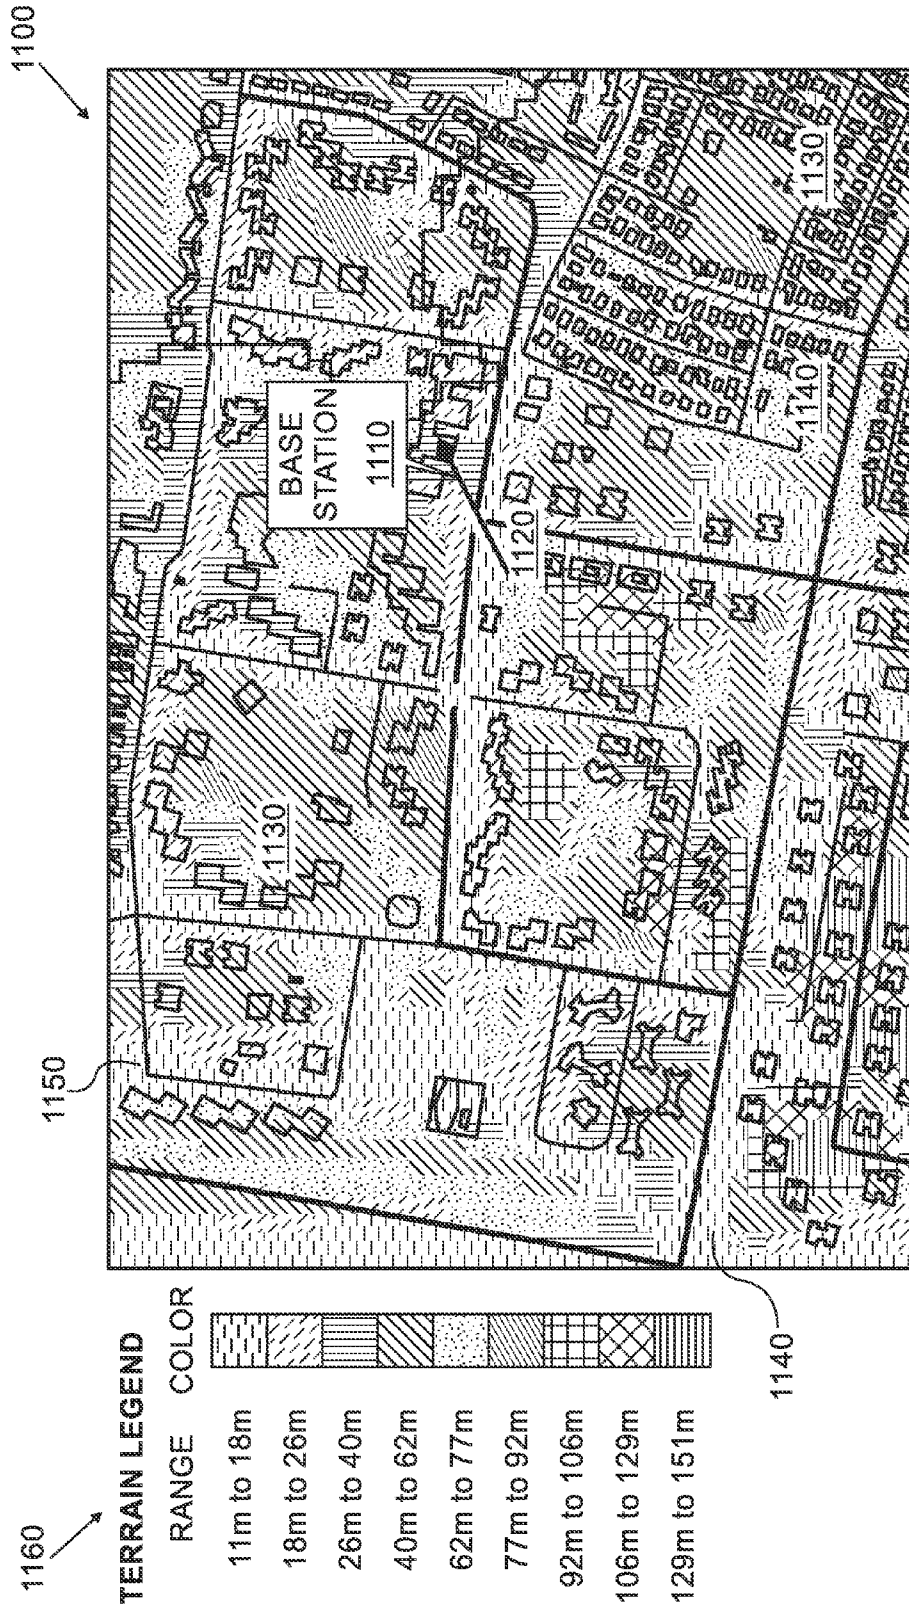 1100
1150
BASE
STATION
1110
1120
1130
1130
1140
1140
1160
TERRAIN LEGEND
RANGE COLOR
11m to 18m
18m to 26m
26m to 40m
40m to 62m
62m to 77m
77m to 92m
92m to 106m
106m to 129m
129m to 151m